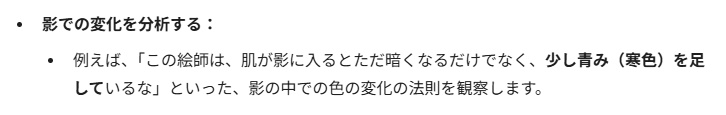 • 影での変化を分析する：
• 例えば、「この絵師は、肌が影に入るとただ暗くなるだけでなく、少し青み（寒色）を足
しているな」といった、影の中での色の変化の法則を観察します。